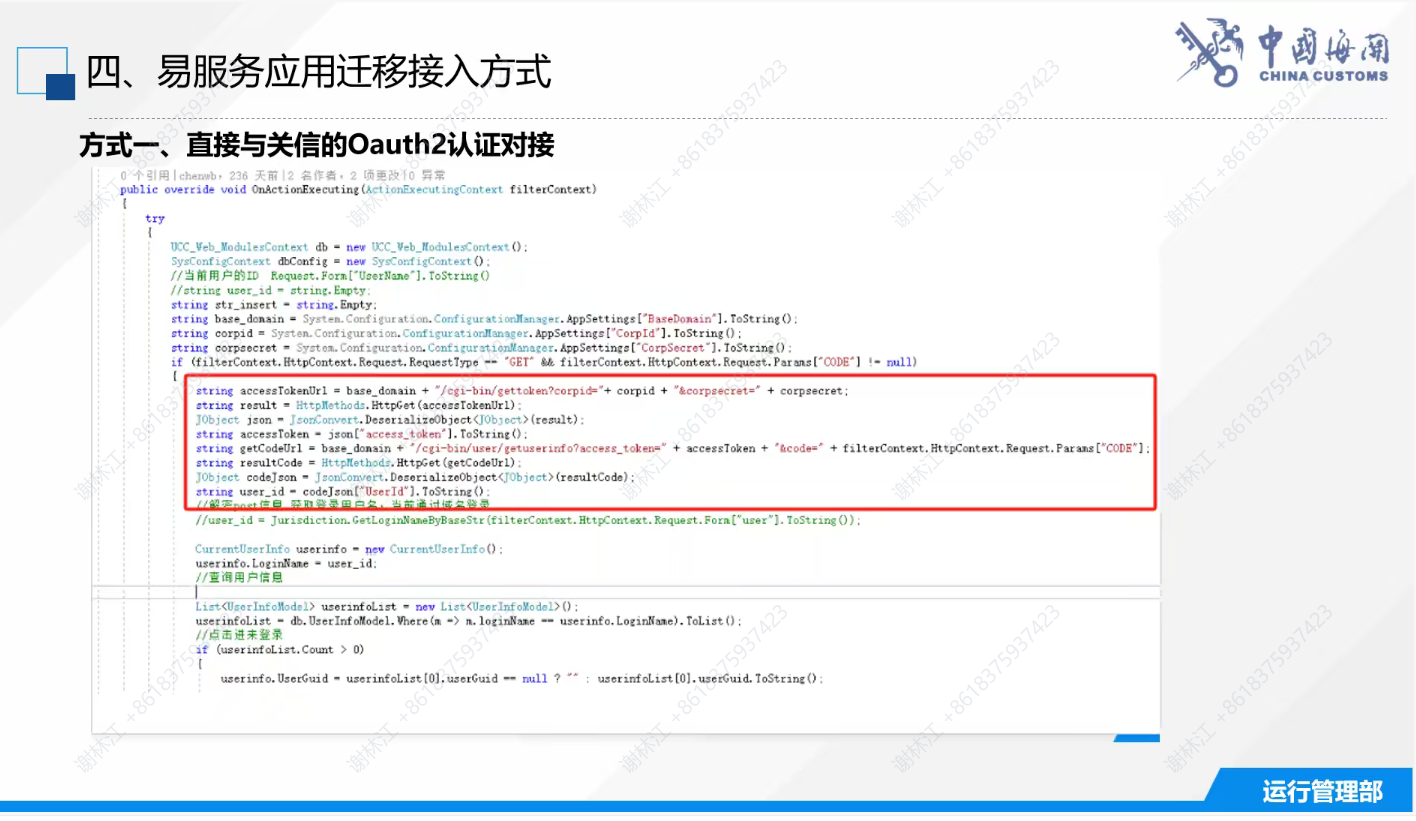 四、易服务应用迁移接入方式
中国海关
CHINA CUSTOMS
方式一、直接与关信的Oauth2认证对接
0 个引用|chenwb，236 天前|2 名作者，2 项更改|0 异常
public override void OnActionExecuting(ActionExecutingContext filterContext)
{
try
{
UCC_Web_ModulesContext db = new UCC_Web_ModulesContext();
SysConfigContext dbConfig = new SysConfigContext();
//当前用户的ID  Request.Form["UserName"].ToString()
//string user_id = string.Empty;
string str_insert = string.Empty;
string base_domain = System.Configuration.ConfigurationManager.AppSettings["BaseDomain"].ToString();
string corpid = System.Configuration.ConfigurationManager.AppSettings["CorpId"].ToString();
string corpsecret = System.Configuration.ConfigurationManager.AppSettings["CorpSecret"].ToString();
if (filterContext.HttpContext.Request.RequestType == "GET" && filterContext.HttpContext.Request.Params["CODE"] != null)
{
string accessTokenUrl = base_domain + "/cgi-bin/gettoken?corpid="+ corpid + "&corpsecret=" + corpsecret;
string result = HttpMethods.HttpGet(accessTokenUrl);
JObject json = JsonConvert.DeserializeObject<JObject>(result);
string accessToken = json["access_token"].ToString();
string getCodeUrl = base_domain + "/cgi-bin/user/getuserinfo?access_token=" + accessToken + "&code=" + filterContext.HttpContext.Request.Params["CODE"];
string resultCode = HttpMethods.HttpGet(getCodeUrl);
JObject codeJson = JsonConvert.DeserializeObject<JObject>(resultCode);
string user_id = codeJson["UserId"].ToString();
//解密post信息 获取登录用户名，当前通过域名登录
//user_id = Jurisdiction.GetLoginNameByBaseStr(filterContext.HttpContext.Request.Form["user"].ToString());
CurrentUserInfo userinfo = new CurrentUserInfo();
userinfo.LoginName = user_id;
//查询用户信息
List<UserInfoModel> userinfoList = new List<UserInfoModel>();
userinfoList = db.UserInfoModel.Where(m => m.loginName == userinfo.LoginName).ToList();
//点击进来登录
if (userinfoList.Count > 0)
{
userinfo.UserGuid = userinfoList[0].userGuid == null ? "" : userinfoList[0].userGuid.ToString();
谢林江 +8618375937423
运行管理部